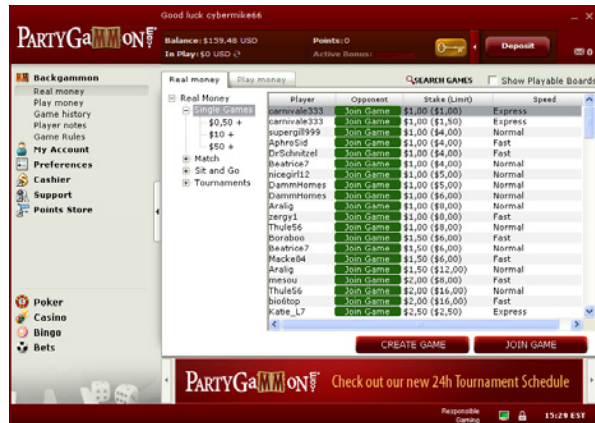 Good luck cybermike66
PARTYGaMMON
Balance: $159.48 USD
Points: 0
In Play: $0 USD
Active Bonus:
Deposit
0
Backgammon
Real money
Play money
Game history
Player notes
Game Rules
My Account
Preferences
Cashier
Support
Points Store
Poker
Casino
Bingo
Bets
Real money
Play money
SEARCH GAMES
Show Playable Boards
Real Money
Single Games
$0,50 +
$10 +
$50 +
Match
Sit and Go
Tournaments
Player Opponent Stake (Limit) Speed
carnivale333 Join Game $1,00 ($1,00) Express
carnivale333 Join Game $1,00 ($1,50) Express
supergill999 Join Game $1,00 ($4,00) Normal
AphroSid Join Game $1,00 ($4,00) Fast
DrSchnitzel Join Game $1,00 ($4,00) Fast
Beatrice7 Join Game $1,00 ($4,00) Normal
nicegirl12 Join Game $1,00 ($5,00) Normal
DammHomes Join Game $1,00 ($5,00) Normal
DammHomes Join Game $1,00 ($6,00) Normal
Aralig Join Game $1,00 ($8,00) Normal
zergy1 Join Game $1,00 ($8,00) Fast
Thule56 Join Game $1,00 ($8,00) Normal
Boraboo Join Game $1,50 ($6,00) Fast
Beatrice7 Join Game $1,50 ($6,00) Normal
Macke84 Join Game $1,50 ($6,00) Fast
Aralig Join Game $1,50 ($12,00) Normal
mesou Join Game $2,00 ($8,00) Fast
Thule56 Join Game $2,00 ($16,00) Normal
bio6top Join Game $2,00 ($16,00) Fast
Katie_L7 Join Game $2,50 ($2,50) Express
CREATE GAME
JOIN GAME
PARTYGaMMON Check out our new 24h Tournament Schedule
Responsible
Gaming
15:29 EST